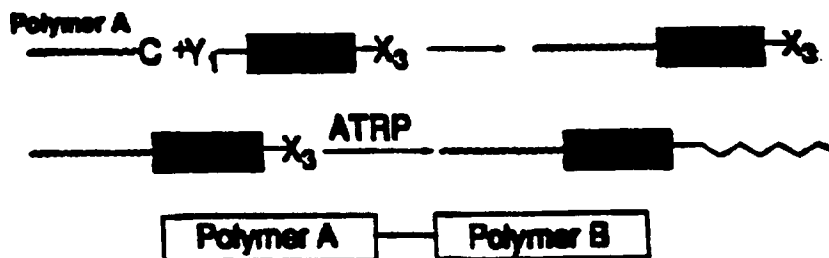 Polymer A
C +Y X3 X3
X3 ATRP
Polymer A Polymer B